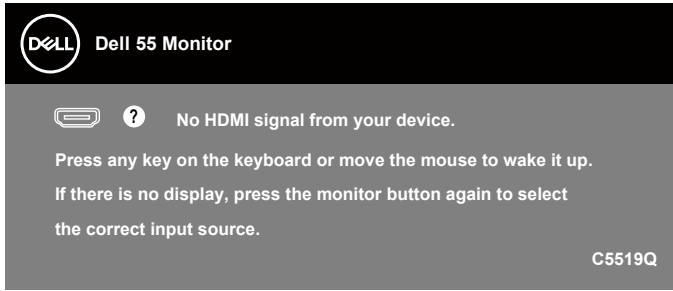 DELL Dell 55 Monitor
? No HDMI signal from your device.
Press any key on the keyboard or move the mouse to wake it up.
If there is no display, press the monitor button again to select
the correct input source.
C5519Q